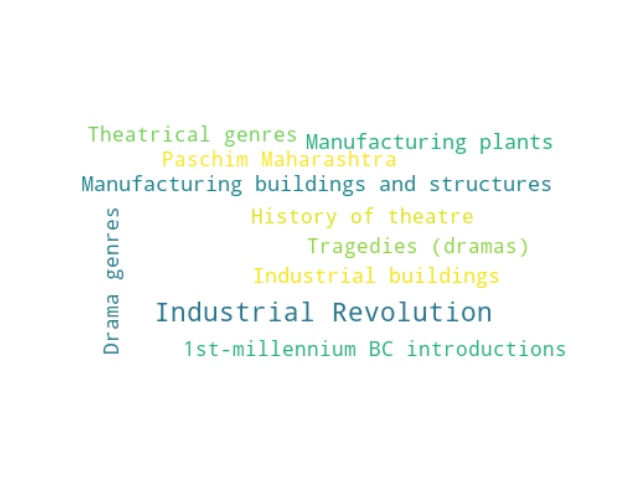 Theatrical genres
Manufacturing plants
Paschim Maharashtra
Manufacturing buildings and structures
Drama genres
History of theatre
Tragedies (dramas)
Industrial buildings
Industrial Revolution
1st-millennium BC introductions